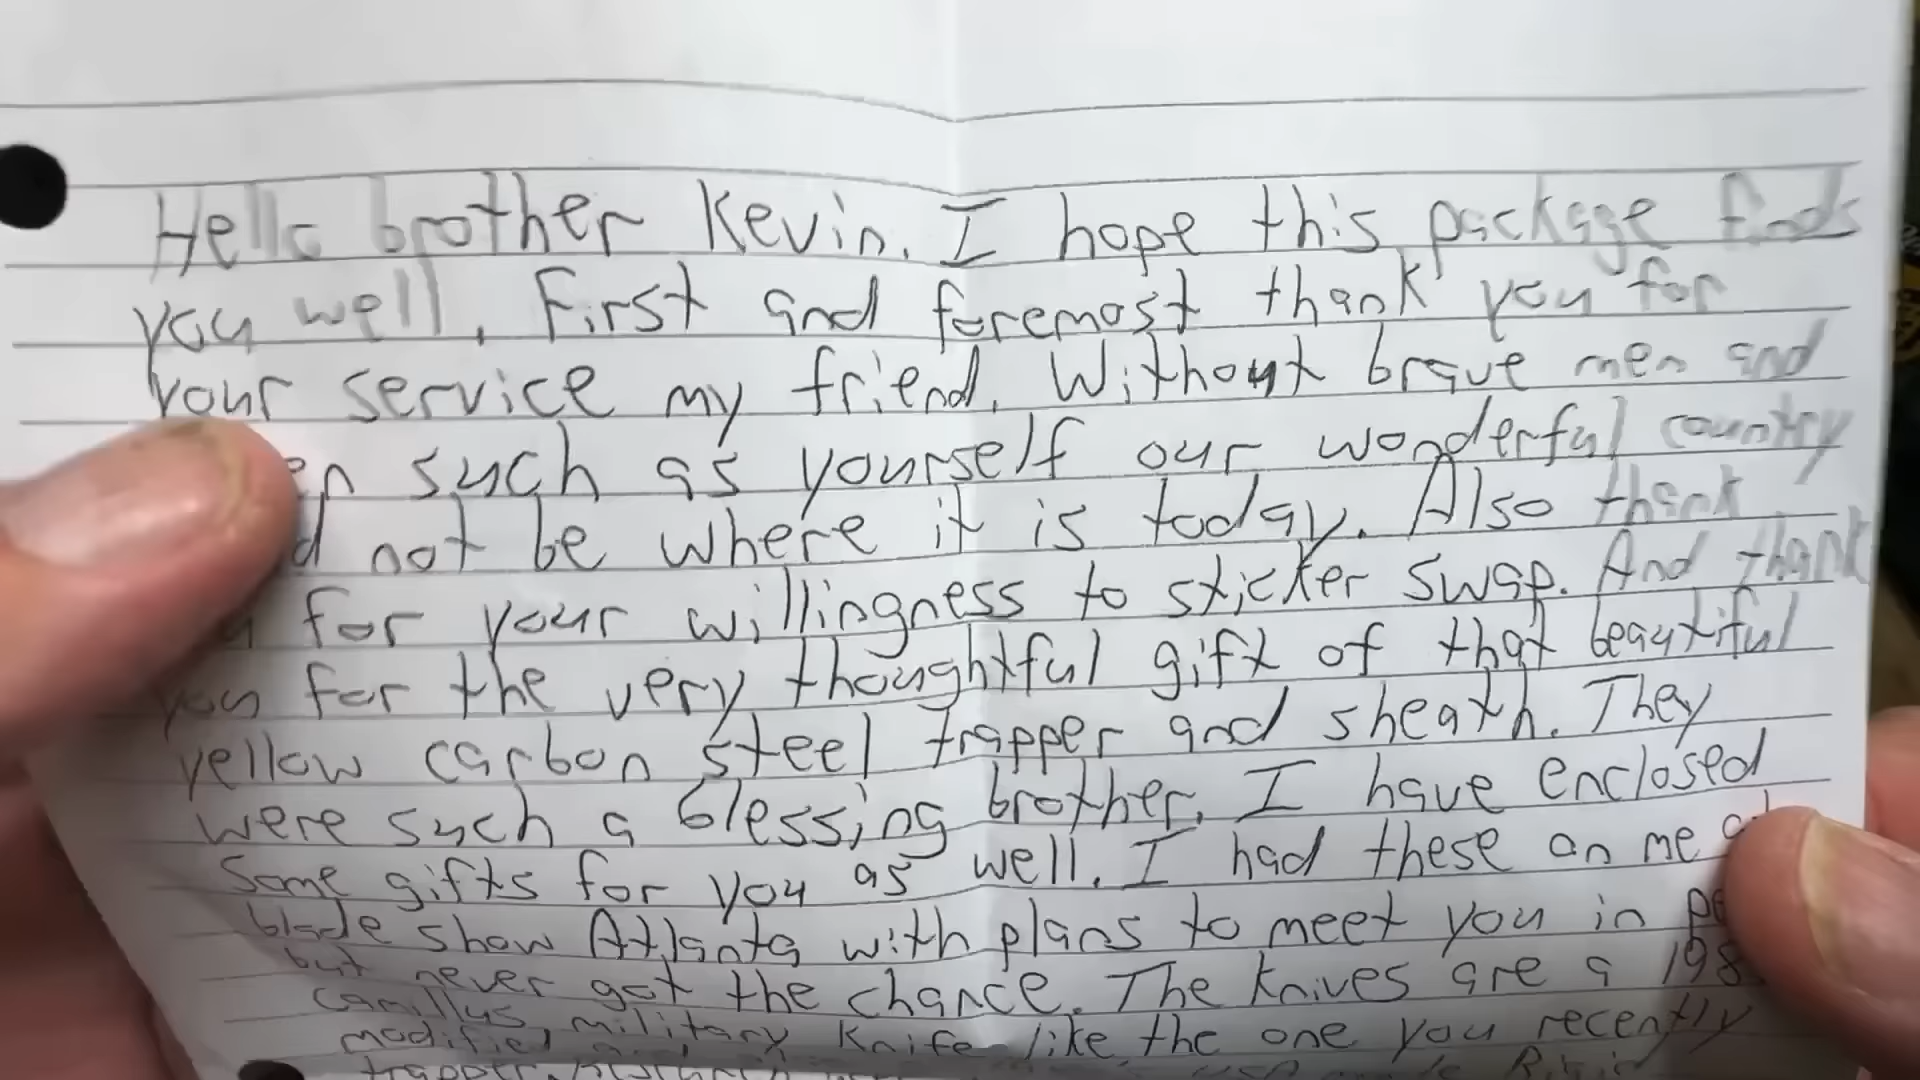 Hello brother Kevin. I hope this package finds
you well. First and foremost thank you for
your service my friend. Without brave men and
en such as yourself our wonderful country
d not be where it is today. Also thank
for your willingness to sticker swap. And thank
you for the very thoughtful gift of that beautiful
yellow carbon steel trapper and sheath. They
were such a blessing brother. I have enclosed
some gifts for you as well. I had these on me
blade show Atlanta with plans to meet you in pe
but never got the chance. The knives are a 198
camillus military knife like the one you recently
modified
trapper